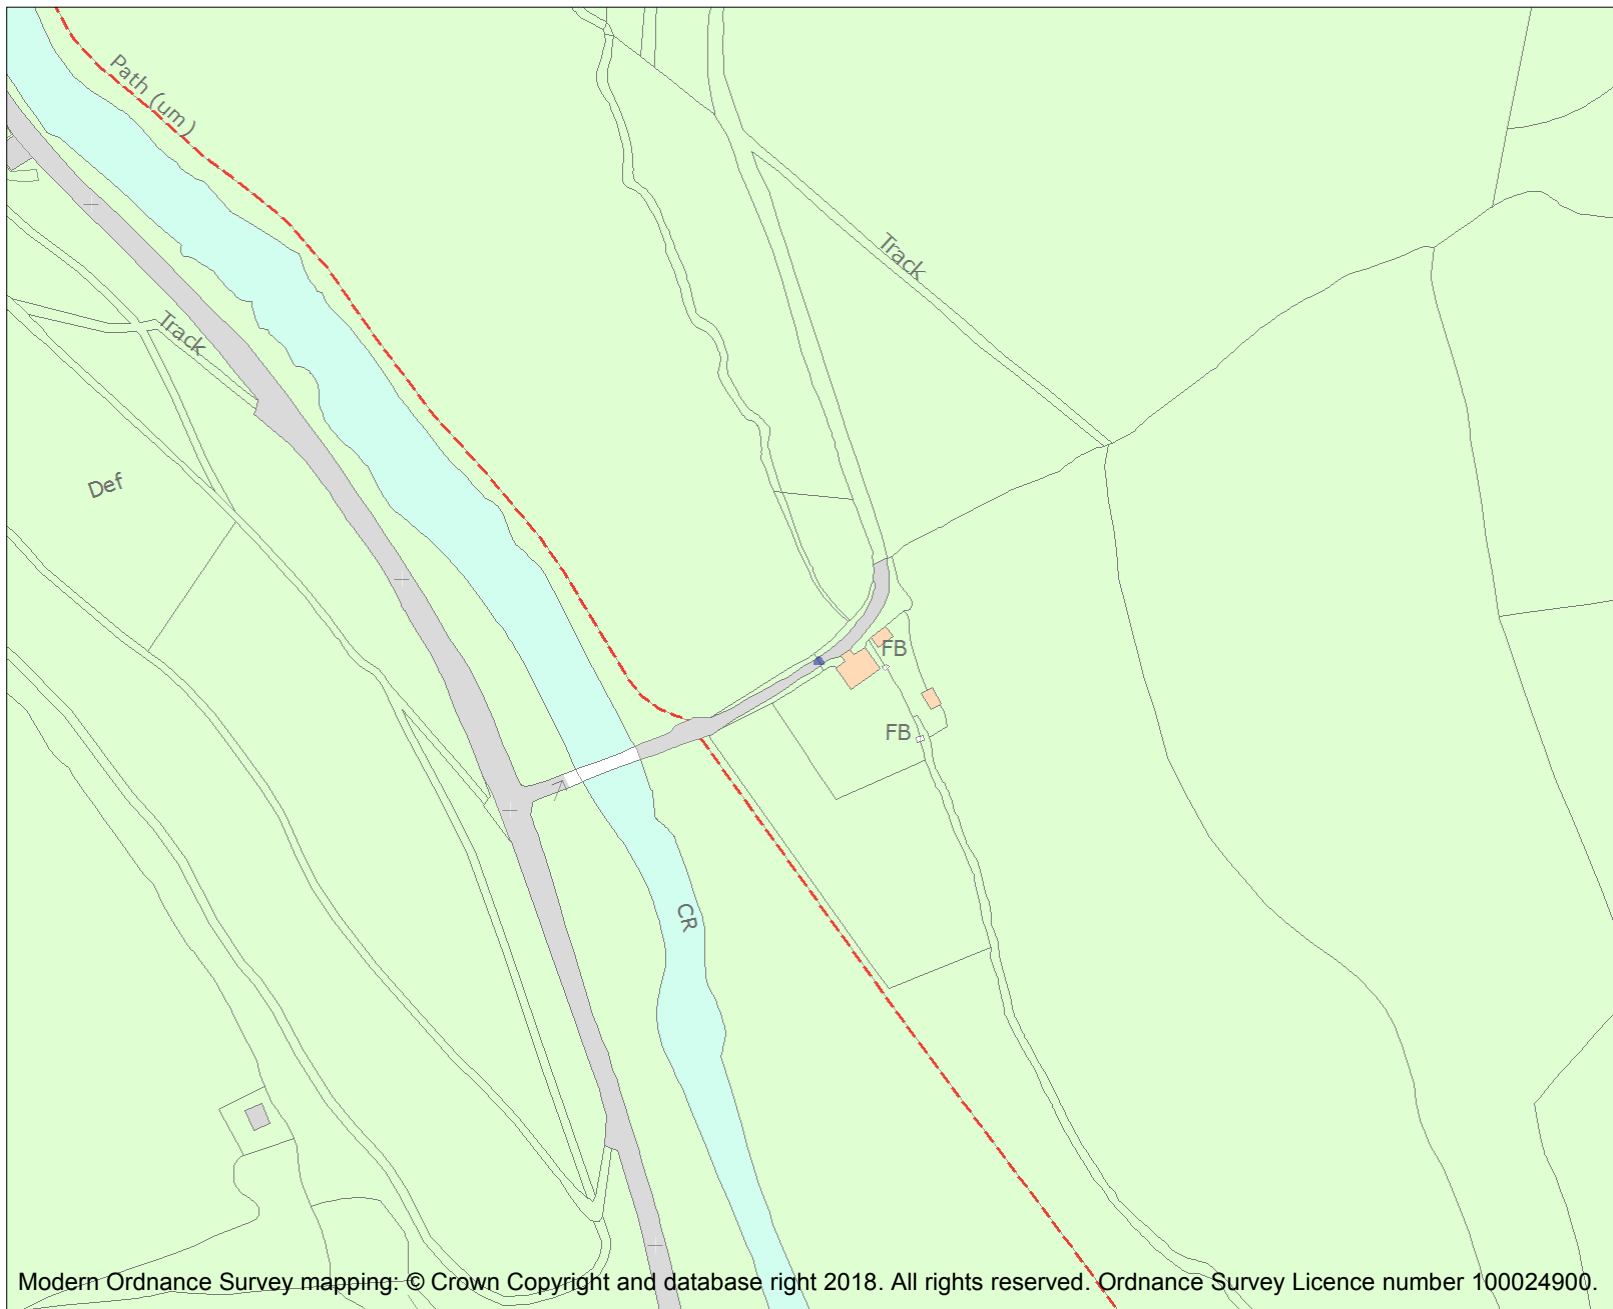 Path (um)
Track
Track
Def
FB
FB
CR
Modern Ordnance Survey mapping: © Crown Copyright and database right 2018. All rights reserved. Ordnance Survey Licence number 100024900.